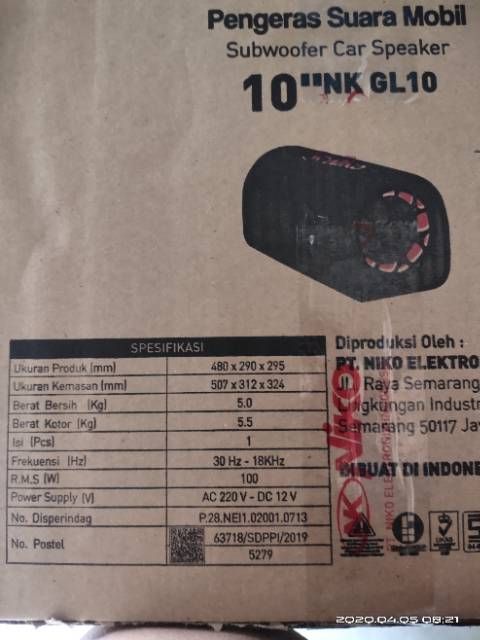 Pengeras Suara Mobil
Subwoofer Car Speaker
10" NK GL10
SPESIFIKASI
Ukuran Produk (mm) 480 x 290 x 295
Ukuran Kemasan (mm) 507 x 312 x 324
Berat Bersih (Kg) 5.0
Berat Kotor (Kg) 5.5
Isi (Pcs) 1
Frekuensi (Hz) 30 Hz - 18KHz
R.M.S (W) 100
Power Supply (V) AC 220 V - DC 12 V
No. Disperindag P.28.NEI1.02001.0713
No. Postel 63718/SDPPI/2019
5279
Diproduksi Oleh :
PT. NIKO ELEKTRO
Jl. Raya Semarang
Lingkungan Industr
Semarang 50117 Ja
DIBUAT DI INDONE
NIKO
2020.04.05 08:21